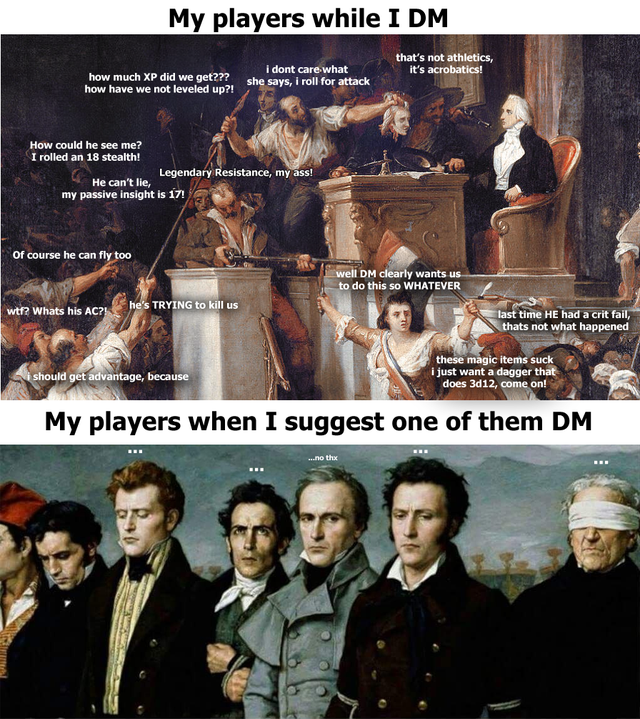 My players while I DM
that's not athletics,
it's acrobatics!
i dont care what
she says, i roll for attack
how much XP did we get???
how have we not leveled up?!
How could he see me?
I rolled an 18 stealth!
Legendary Resistance, my ass!
He can't lie,
my passive insight is 17!
Of course he can fly too
well DM clearly wants us
to do this so WHATEVER
he's TRYING to kill us
wtf? Whats his AC?!
last time HE had a crit fail,
thats not what happened
these magic items suck
i just want a dagger that
does 3d12, come on!
i should get advantage, because
My players when I suggest one of them DM
...
...
...no thx
...
...